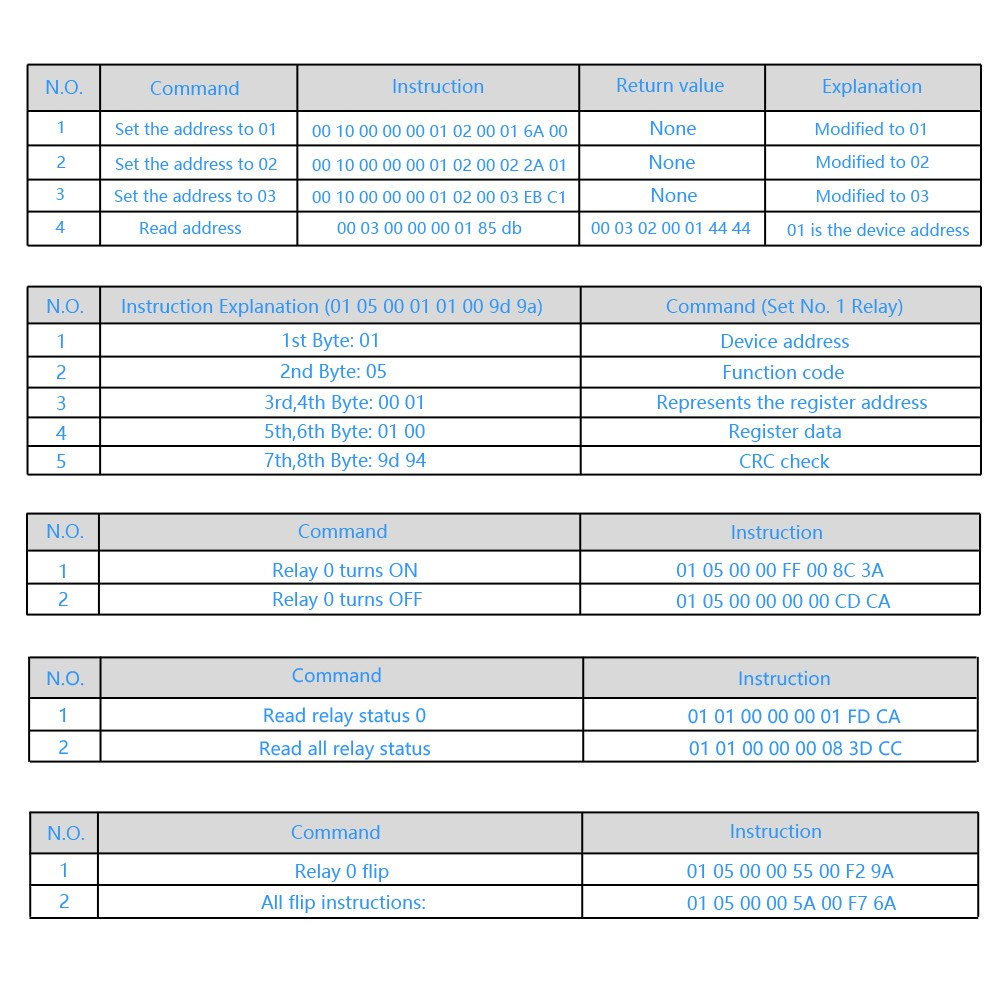 N.O. Command Instruction Return value Explanation
1 Set the address to 01 00 10 00 00 00 01 02 00 01 6A 00 None Modified to 01
2 Set the address to 02 00 10 00 00 00 01 02 00 02 2A 01 None Modified to 02
3 Set the address to 03 00 10 00 00 00 01 02 00 03 EB C1 None Modified to 03
4 Read address 00 03 00 00 00 01 85 db 00 03 02 00 01 44 44 01 is the device address
N.O. Instruction Explanation (01 05 00 01 01 00 9d 9a) Command (Set No. 1 Relay)
1 1st Byte: 01 Device address
2 2nd Byte: 05 Function code
3 3rd,4th Byte: 00 01 Represents the register address
4 5th,6th Byte: 01 00 Register data
5 7th,8th Byte: 9d 94 CRC check
N.O. Command Instruction
1 Relay 0 turns ON 01 05 00 00 FF 00 8C 3A
2 Relay 0 turns OFF 01 05 00 00 00 00 CD CA
N.O. Command Instruction
1 Read relay status 0 01 01 00 00 00 01 FD CA
2 Read all relay status 01 01 00 00 00 08 3D CC
N.O. Command Instruction
1 Relay 0 flip 01 05 00 00 55 00 F2 9A
2 All flip instructions: 01 05 00 00 5A 00 F7 6A